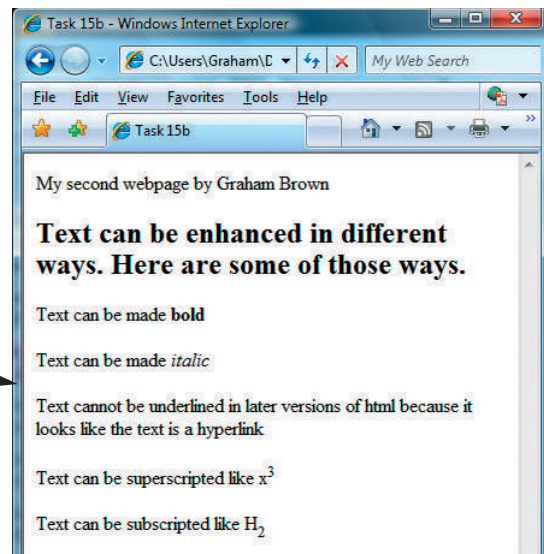 Task 15b - Windows Internet Explorer
C:\Users\Graham\D
My Web Search
File Edit View Favorites Tools Help
Task 15b
My second webpage by Graham Brown
Text can be enhanced in different
ways. Here are some of those ways.
Text can be made bold
Text can be made italic
Text cannot be underlined in later versions of html because it
looks like the text is a hyperlink
Text can be superscripted like x³
Text can be subscripted like H₂